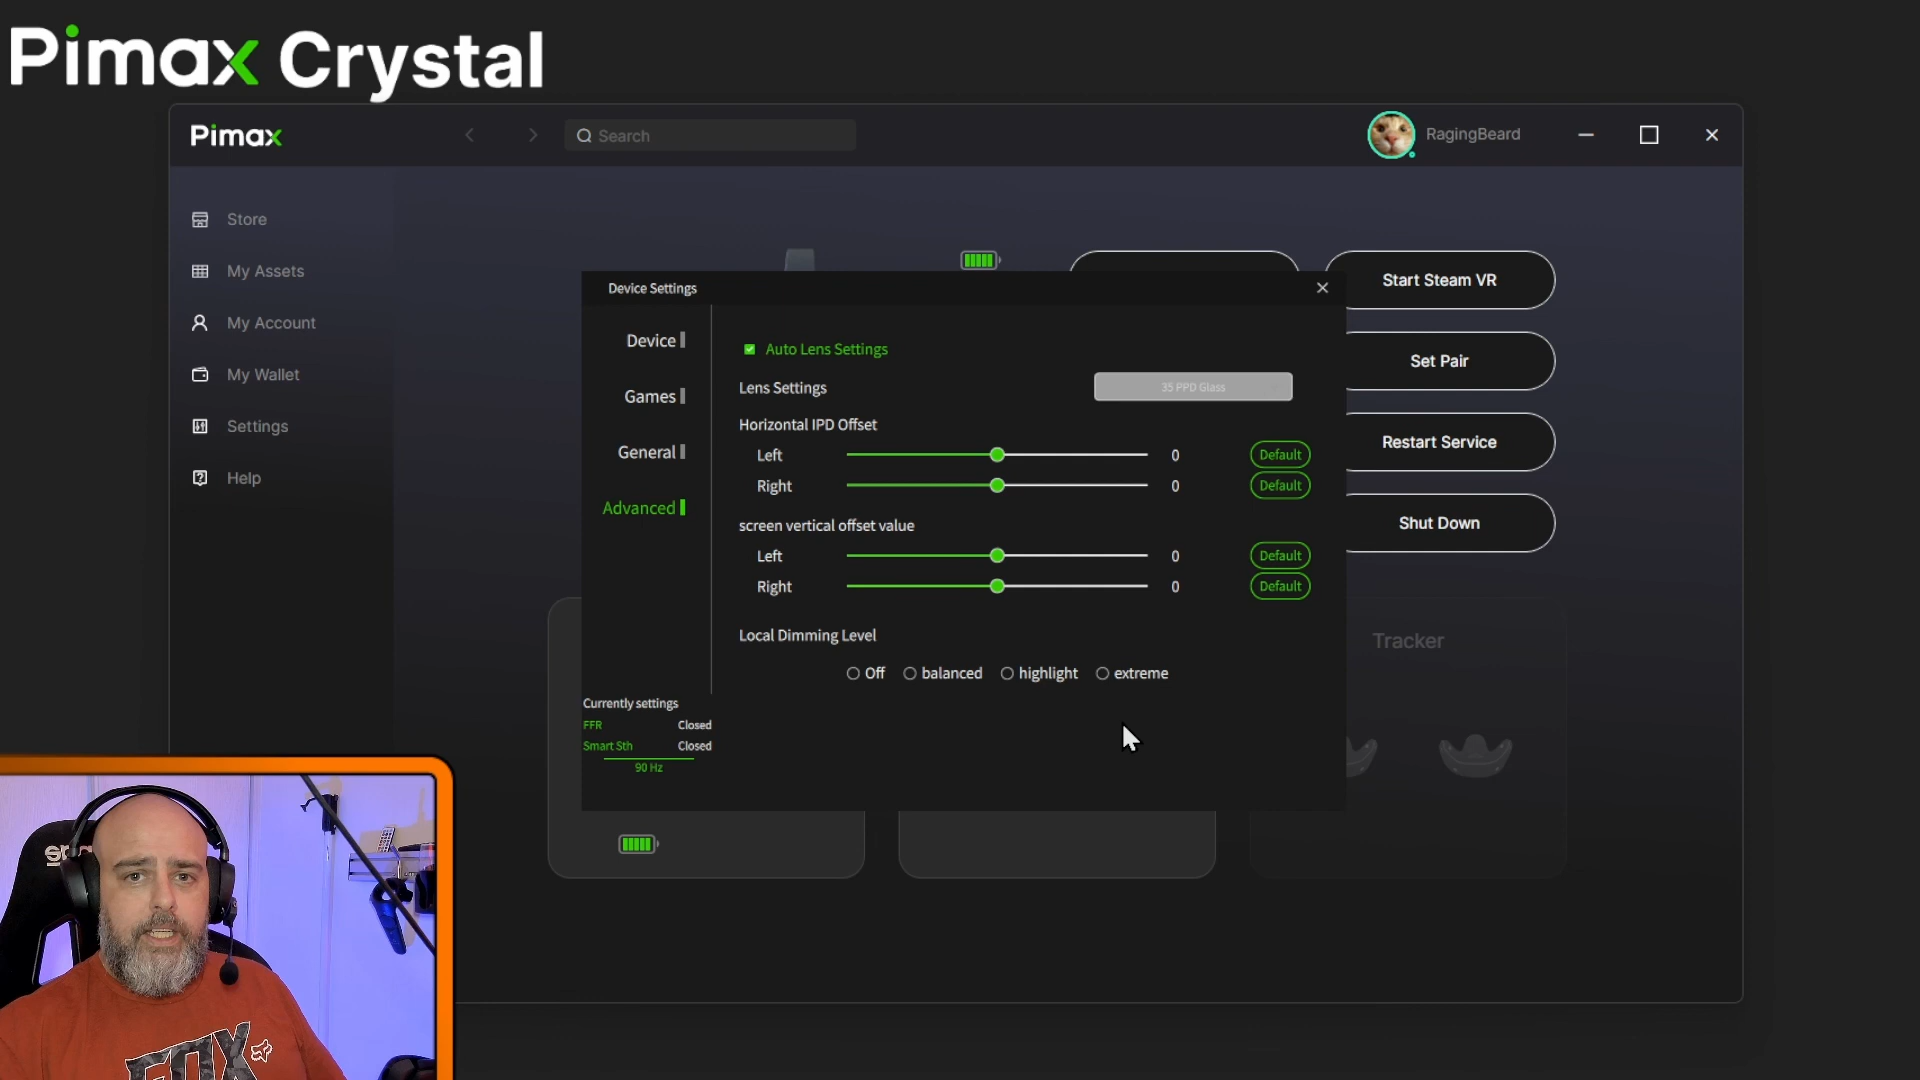 Pimax Crystal
Pimax
Search
RagingBeard
Store
My Assets
My Account
My Wallet
Settings
Help
Start Steam VR
Set Pair
Restart Service
Shut Down
Tracker
Device Settings
Device
Games
General
Advanced
Auto Lens Settings
Lens Settings
35 PPD Glass
Horizontal IPD Offset
Left 0 Default
Right 0 Default
screen vertical offset value
Left 0 Default
Right 0 Default
Local Dimming Level
Off balanced highlight extreme
Currently settings
FFR Closed
Smart Sth Closed
90 Hz
FOX